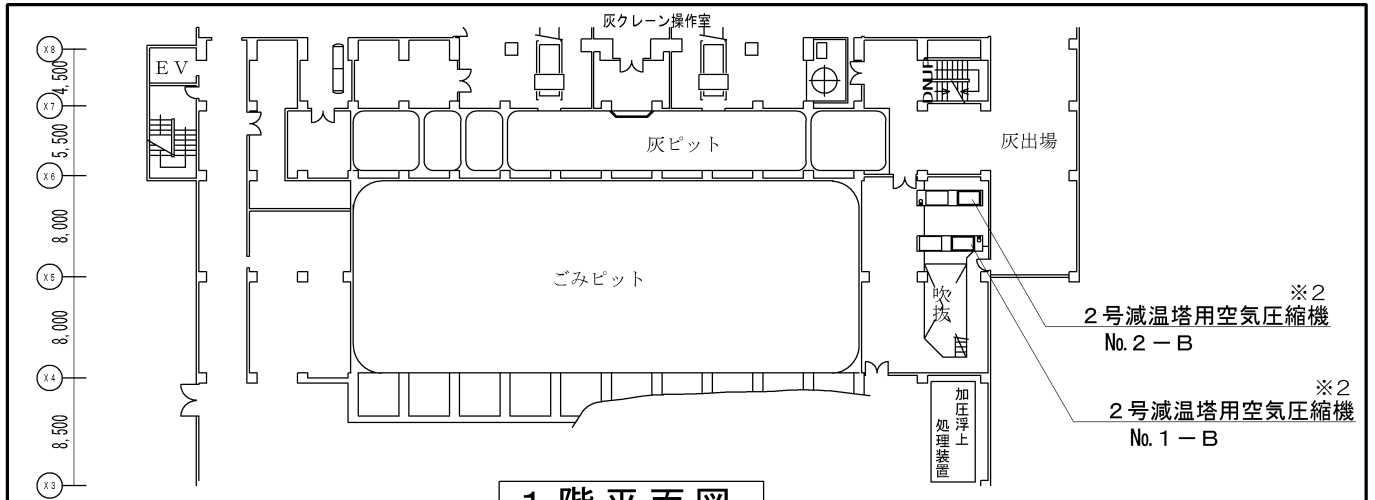 灰クレーン操作室
X8
EV
4,500
DNUP
X7
5,500
灰ピット
灰出場
X6
8,000
ごみピット
X5
吹抜
※2
2号減温塔用空気圧縮機
№.2-B
8,000
X4
※2
2号減温塔用空気圧縮機
№.1-B
加圧浮上
処理装置
8,500
X3
1階平面図